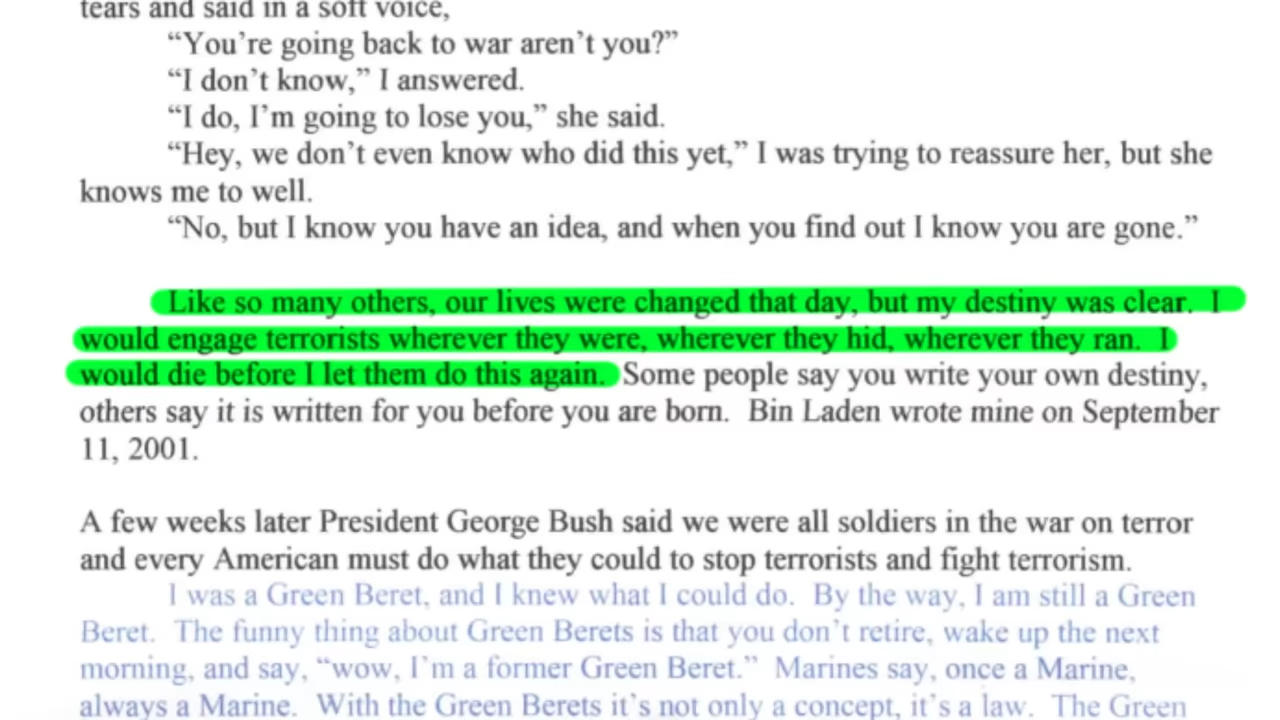 tears and said in a soft voice,
“You’re going back to war aren’t you?”
“I don’t know,” I answered.
“I do, I’m going to lose you,” she said.
“Hey, we don’t even know who did this yet,” I was trying to reassure her, but she
knows me to well.
“No, but I know you have an idea, and when you find out I know you are gone.”
Like so many others, our lives were changed that day, but my destiny was clear. I
would engage terrorists wherever they were, wherever they hid, wherever they ran. I
would die before I let them do this again. Some people say you write your own destiny,
others say it is written for you before you are born. Bin Laden wrote mine on September
11, 2001.
A few weeks later President George Bush said we were all soldiers in the war on terror
and every American must do what they could to stop terrorists and fight terrorism.
I was a Green Beret, and I knew what I could do. By the way, I am still a Green
Beret. The funny thing about Green Berets is that you don’t retire, wake up the next
morning, and say, “wow, I’m a former Green Beret.” Marines say, once a Marine,
always a Marine. With the Green Berets it’s not only a concept, it’s a law. The Green